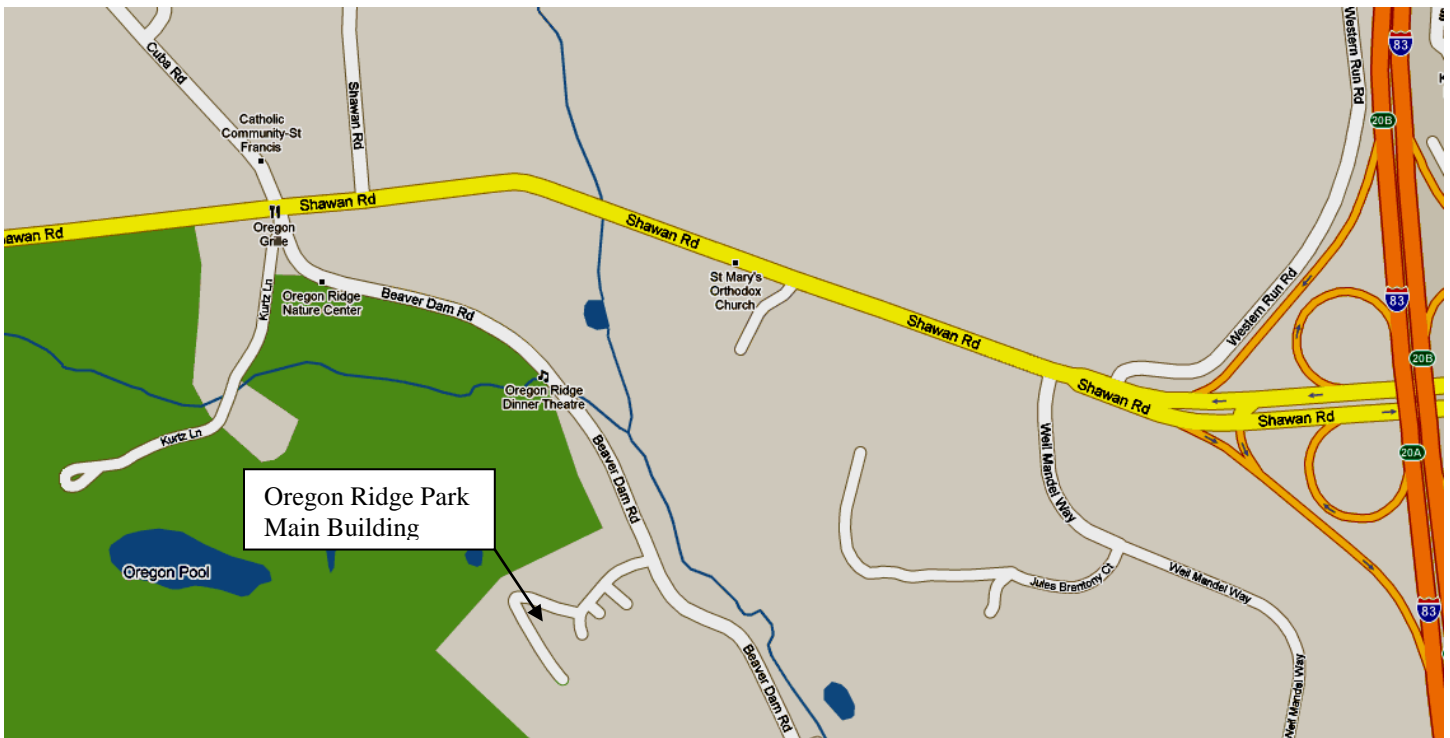 Cuba Rd
Catholic
Community-St
Francis
Shawan Rd
Shawan Rd
Oregon
Grille
awan Rd
Kurtz Ln
Oregon Ridge
Nature Center
Beaver Dam Rd
Shawan Rd
St Mary's
Orthodox
Church
Shawan Rd
Western Run Rd
83
20B
Western Run Rd
83
20B
Shawan Rd
Shawan Rd
20A
Oregon Ridge
Dinner Theatre
Kurtz Ln
Beaver Dam Rd
Weil Mandel Way
Oregon Ridge Park
Main Building
Oregon Pool
Jules Brentony Ct
Weil Mandel Way
83
Beaver Dam Rd
Weil Mandel Way